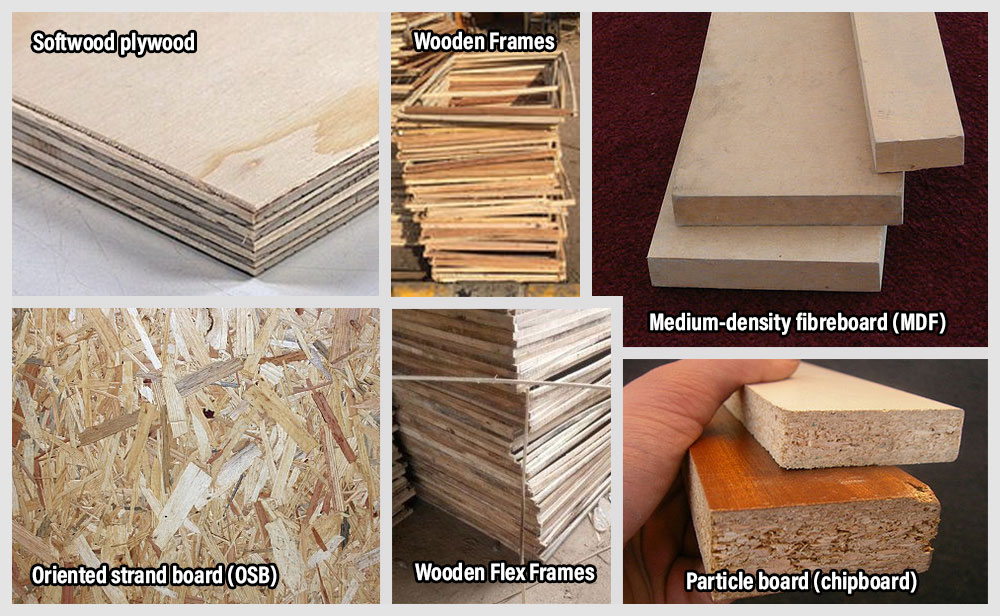 Softwood plywood
Wooden Frames
Medium-density fibreboard (MDF)
Oriented strand board (OSB)
Wooden Flex Frames
Particle board (chipboard)